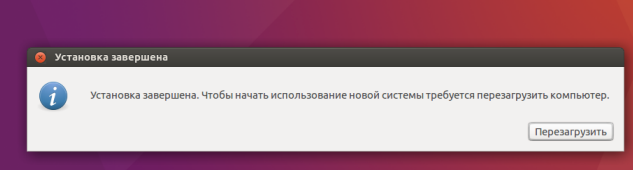 Установка завершена
Установка завершена. Чтобы начать использование новой системы требуется перезагрузить компьютер.
Перезагрузить